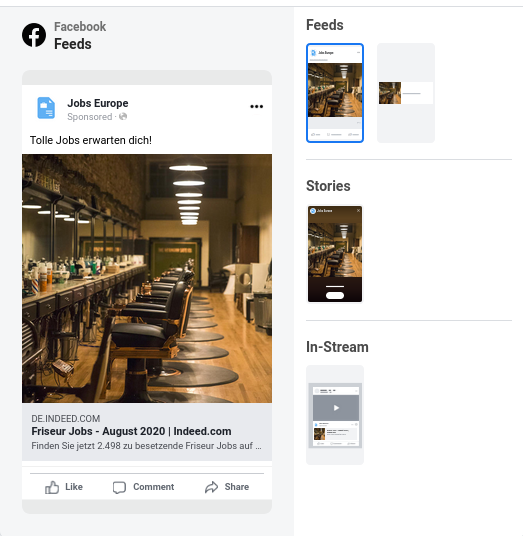 Facebook
Feeds
Jobs Europe
Sponsored ·
Tolle Jobs erwarten dich!
DE.INDEED.COM
Friseur Jobs - August 2020 | Indeed.com
Finden Sie jetzt 2.498 zu besetzende Friseur Jobs auf ...
Like
Comment
Share
Feeds
Jobs Europe
Stories
Jobs Europe
In-Stream